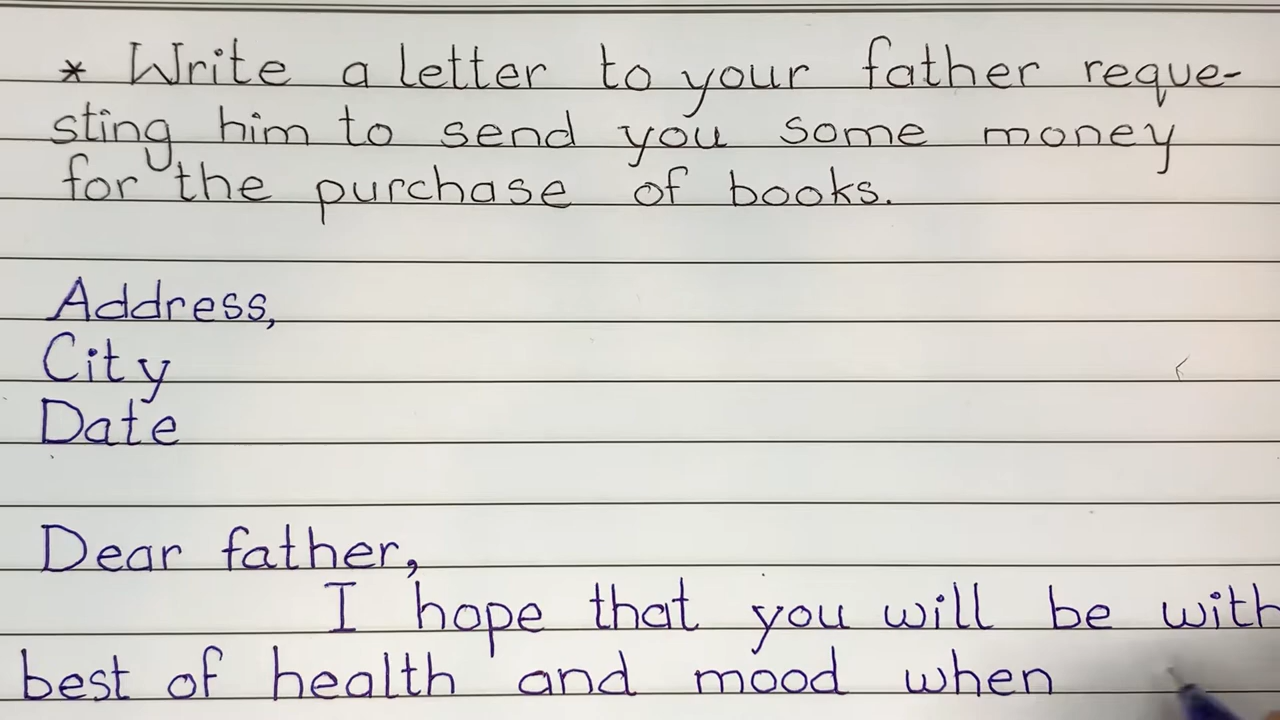 * Write a letter to your father reque-
sting him to send you some money
for the purchase of books.
Address,
City
Date
Dear father,
I hope that you will be with
best of health and mood when